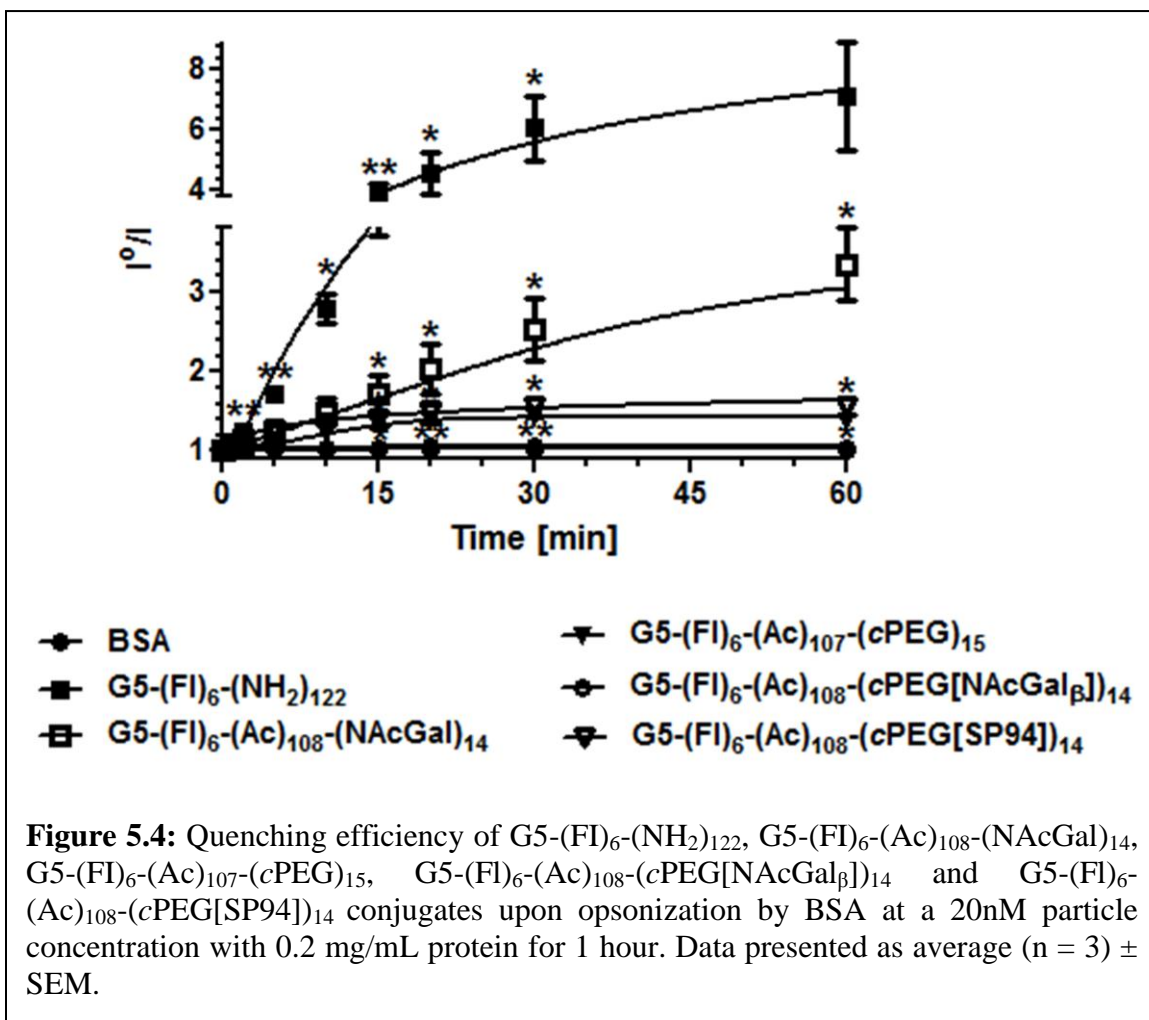 8
*
6
*
**
4
*
I⁰/I
3
*
*
**
*
*
2
**
*
*
*
**
**
*
1
0 15 30 45 60
Time [min]
BSA
G5-(FI)₆-(NH₂)₁₂₂
G5-(FI)₆-(Ac)₁₀₈-(NAcGal)₁₄
G5-(FI)₆-(Ac)₁₀₇-(cPEG)₁₅
G5-(FI)₆-(Ac)₁₀₈-(cPEG[NAcGalᵦ])₁₄
G5-(FI)₆-(Ac)₁₀₈-(cPEG[SP94])₁₄
Figure 5.4: Quenching efficiency of G5-(FI)₆-(NH₂)₁₂₂, G5-(FI)₆-(Ac)₁₀₈-(NAcGal)₁₄,
G5-(FI)₆-(Ac)₁₀₇-(cPEG)₁₅, G5-(Fl)₆-(Ac)₁₀₈-(cPEG[NAcGalᵦ])₁₄ and G5-(Fl)₆-
(Ac)₁₀₈-(cPEG[SP94])₁₄ conjugates upon opsonization by BSA at a 20nM particle
concentration with 0.2 mg/mL protein for 1 hour. Data presented as average (n = 3) ±
SEM.